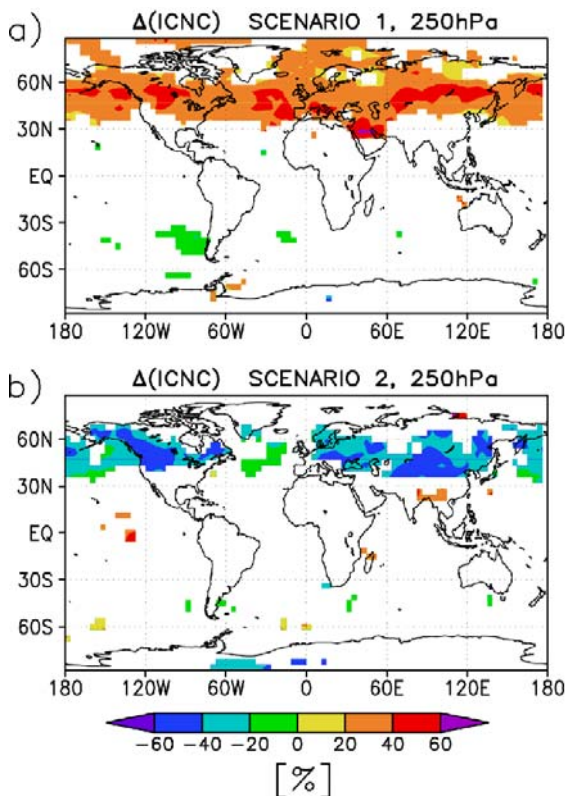 a)
Δ(ICNC) SCENARIO 1, 250hPa
60N
30N
EQ
30S
60S
180 120W 60W 0 60E 120E 180
b)
Δ(ICNC) SCENARIO 2, 250hPa
60N
30N
EQ
30S
60S
180 120W 60W 0 60E 120E 180
−60 −40 −20 0 20 40 60
[%]